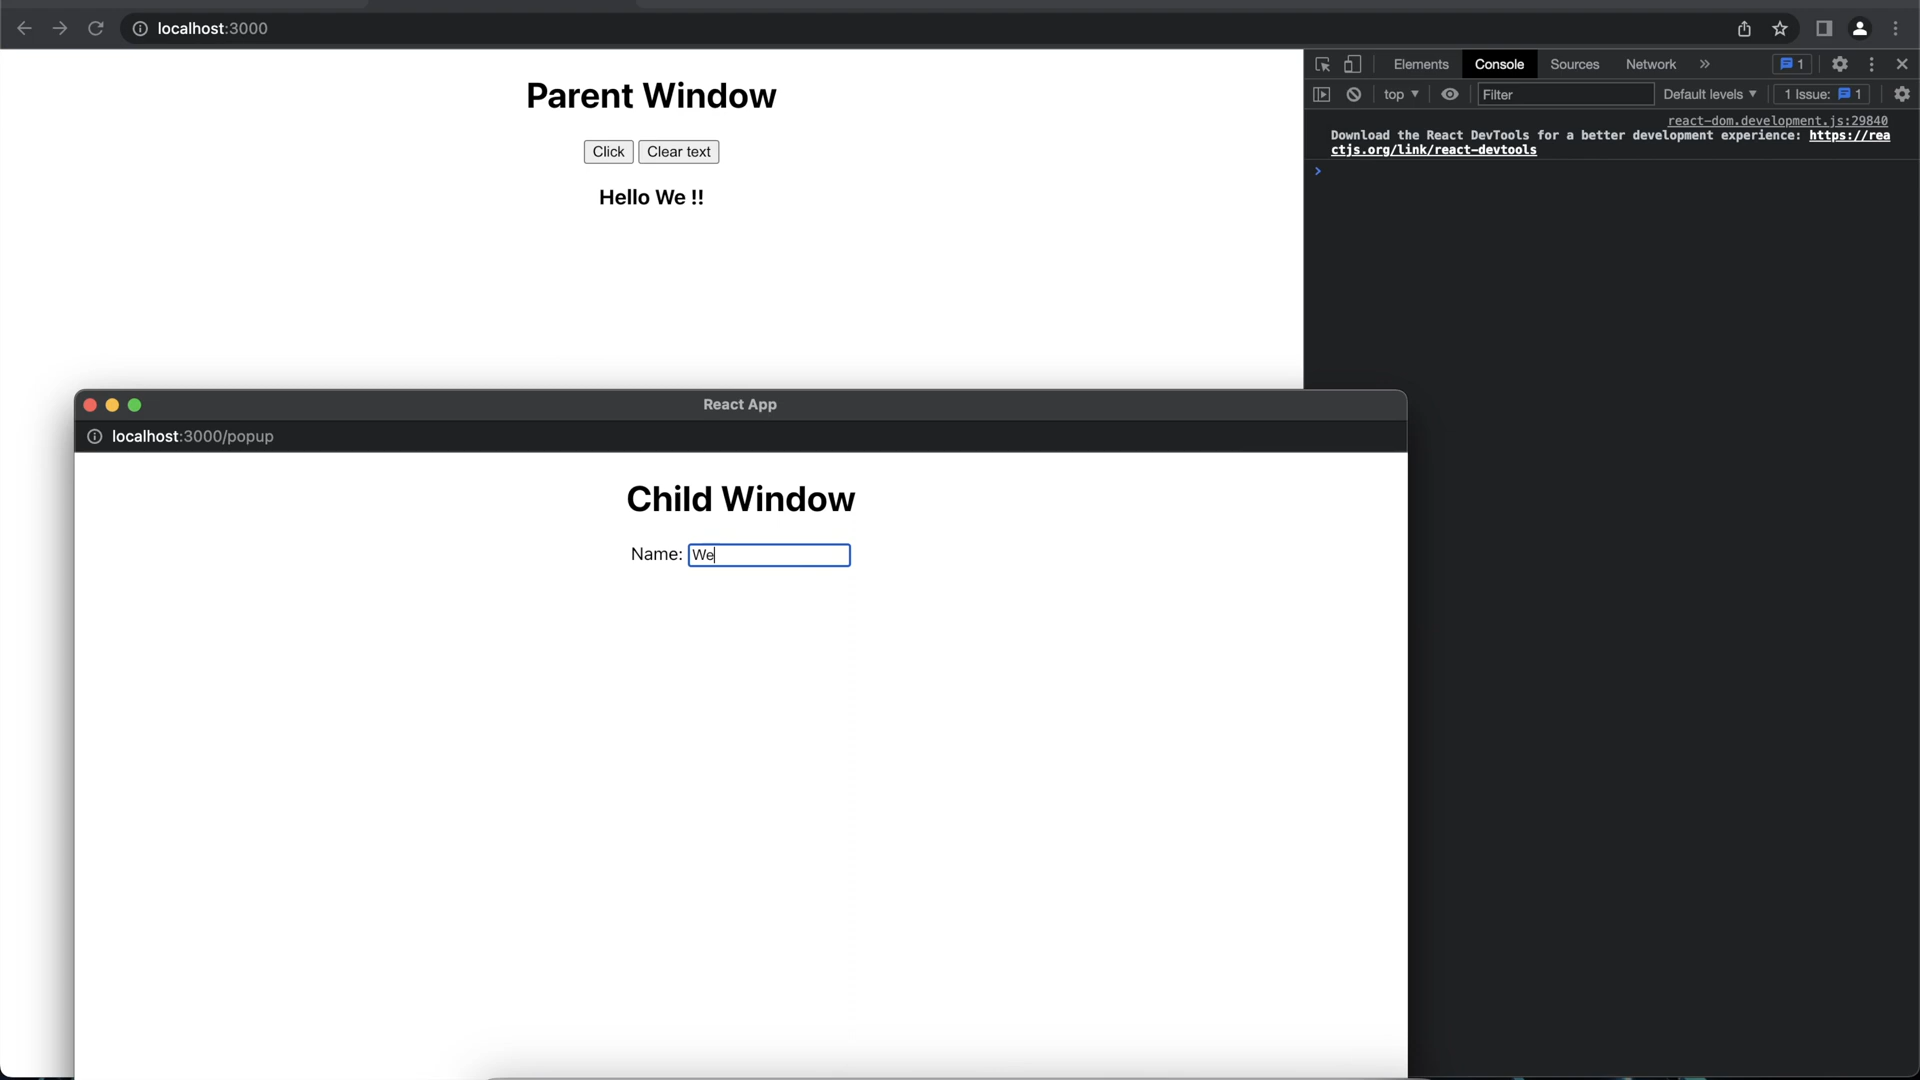 localhost:3000
Parent Window
Click Clear text
Hello We !!
Elements Console Sources Network » 1
top ▼ Filter Default levels ▼ 1 Issue: 1
react-dom.development.js:29840
Download the React DevTools for a better development experience: https://rea
ctjs.org/link/react-devtools
>
React App
localhost:3000/popup
Child Window
Name: We